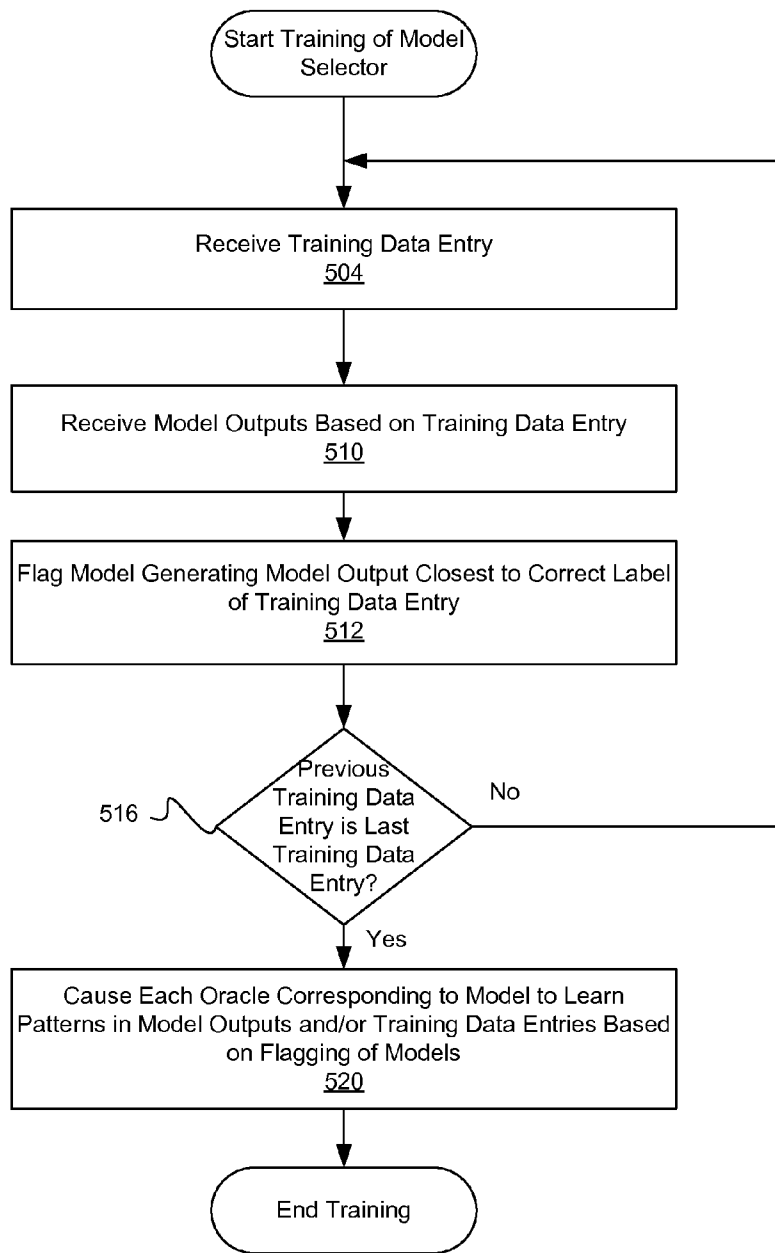 Start Training of Model
Selector
Receive Training Data Entry
504
Receive Model Outputs Based on Training Data Entry
510
Flag Model Generating Model Output Closest to Correct Label
of Training Data Entry
512
Previous
Training Data
Entry is Last
Training Data
Entry?
516
No
Yes
Cause Each Oracle Corresponding to Model to Learn
Patterns in Model Outputs and/or Training Data Entries Based
on Flagging of Models
520
End Training